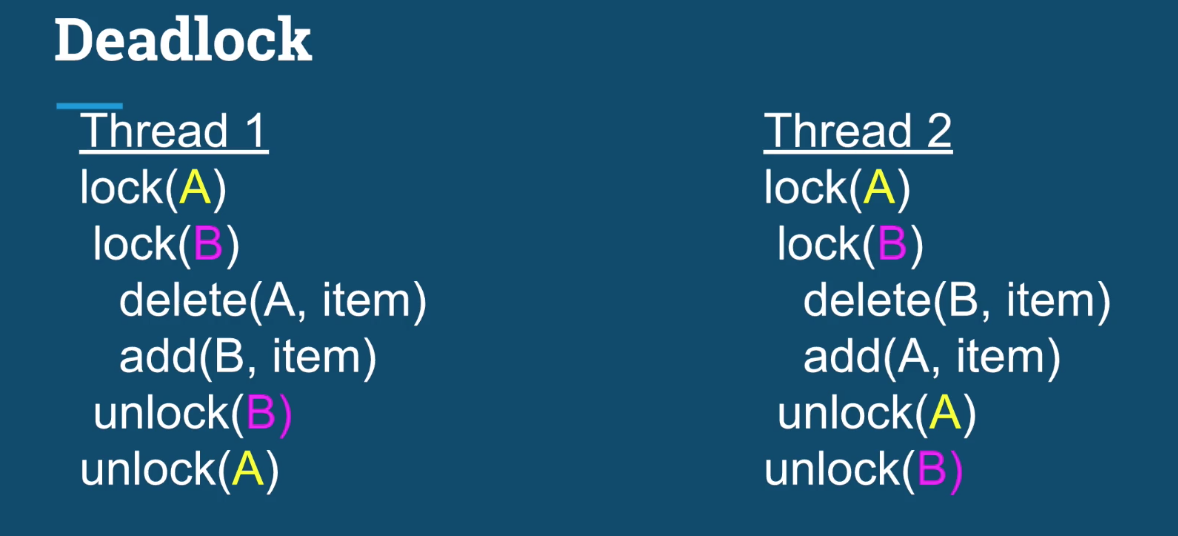 Deadlock
Thread 1
lock(A)
lock(B)
delete(A, item)
add(B, item)
unlock(B)
unlock(A)
Thread 2
lock(A)
lock(B)
delete(B, item)
add(A, item)
unlock(A)
unlock(B)